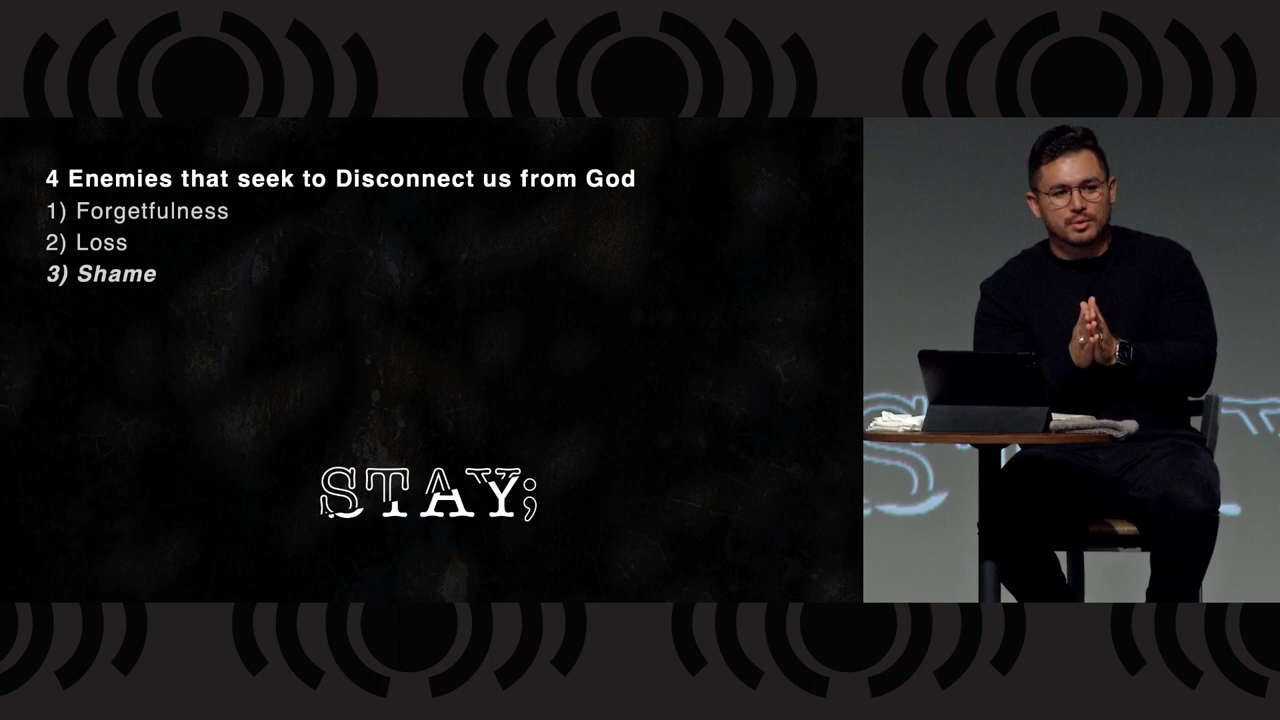 4 Enemies that seek to Disconnect us from God
1) Forgetfulness
2) Loss
3) Shame
STAY;